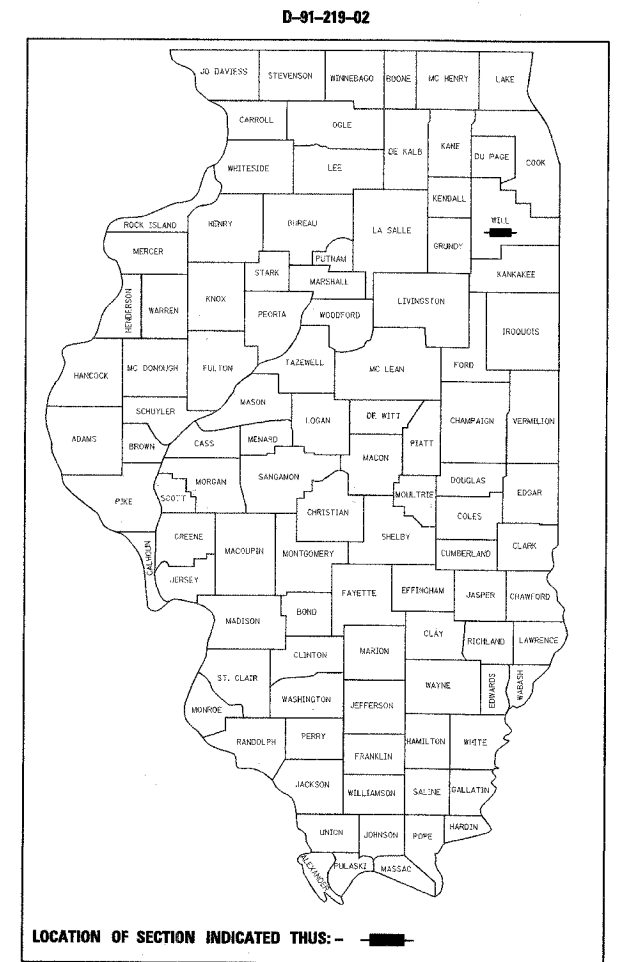 D-91-219-02
JO DAVIESS
STEVENSON
WINNEBAGO
BOONE
MC HENRY
LAKE
CARROLL
OGLE
DE KALB
KANE
DU PAGE
COOK
WHITESIDE
LEE
KENDALL
WILL
ROCK ISLAND
HENRY
BUREAU
LA SALLE
GRUNDY
MERCER
PUTNAM
KANKAKEE
STARK
MARSHALL
HENDERSON
WARREN
KNOX
PEORIA
WOODFORD
LIVINGSTON
IROQUOIS
HANCOCK
MC DONOUGH
FULTON
TAZEWELL
MC LEAN
FORD
MASON
SCHUYLER
LOGAN
DE WITT
CHAMPAIGN
VERMILION
ADAMS
BROWN
CASS
MENARD
MACON
PIATT
SANGAMON
DOUGLAS
PIKE
SCOTT
MORGAN
MOULTRIE
EDGAR
CHRISTIAN
COLES
GREENE
MACOUPIN
MONTGOMERY
SHELBY
CALHOUN
CUMBERLAND
CLARK
JERSEY
FAYETTE
EFFINGHAM
JASPER
CRAWFORD
BOND
MADISON
CLAY
RICHLAND
LAWRENCE
CLINTON
MARION
ST. CLAIR
WAYNE
EDWARDS
WABASH
WASHINGTON
JEFFERSON
MONROE
RANDOLPH
PERRY
HAMILTON
WHITE
FRANKLIN
JACKSON
WILLIAMSON
SALINE
GALLATIN
UNION
JOHNSON
POPE
HARDIN
ALEXANDER
PULASKI
MASSAC
LOCATION OF SECTION INDICATED THUS: -